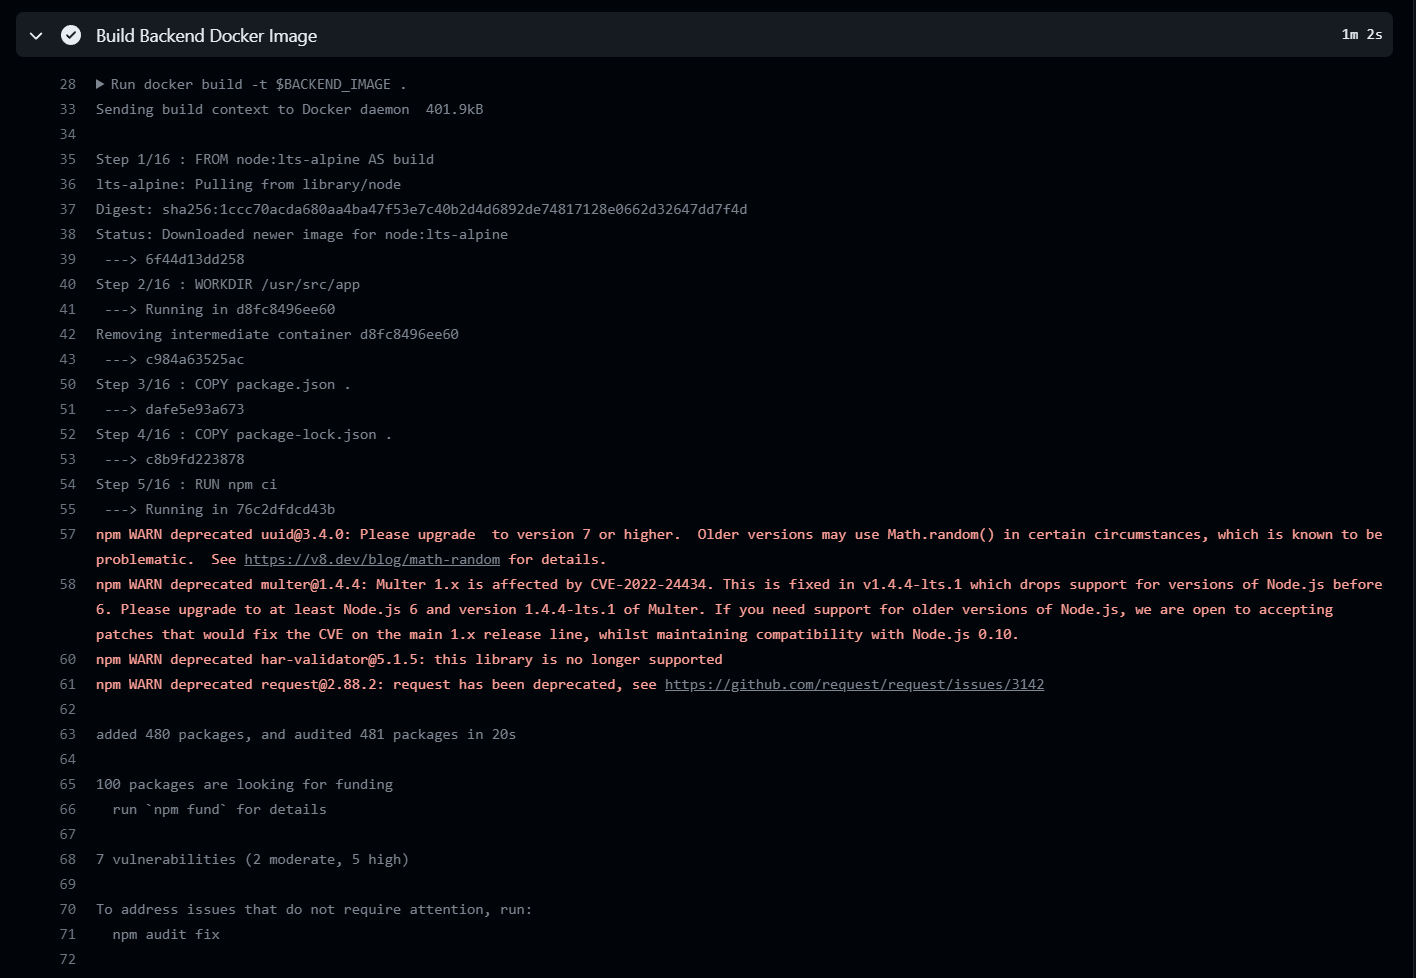 Build Backend Docker Image 1m 2s
28 Run docker build -t $BACKEND_IMAGE .
33 Sending build context to Docker daemon  401.9kB
34
35 Step 1/16 : FROM node:lts-alpine AS build
36 lts-alpine: Pulling from library/node
37 Digest: sha256:1ccc70acda680aa4ba47f53e7c40b2d4d6892de74817128e0662d32647dd7f4d
38 Status: Downloaded newer image for node:lts-alpine
39  ---> 6f44d13dd258
40 Step 2/16 : WORKDIR /usr/src/app
41  ---> Running in d8fc8496ee60
42 Removing intermediate container d8fc8496ee60
43  ---> c984a63525ac
50 Step 3/16 : COPY package.json .
51  ---> dafe5e93a673
52 Step 4/16 : COPY package-lock.json .
53  ---> c8b9fd223878
54 Step 5/16 : RUN npm ci
55  ---> Running in 76c2dfdcd43b
57 npm WARN deprecated uuid@3.4.0: Please upgrade  to version 7 or higher.  Older versions may use Math.random() in certain circumstances, which is known to be
problematic.  See https://v8.dev/blog/math-random for details.
58 npm WARN deprecated multer@1.4.4: Multer 1.x is affected by CVE-2022-24434. This is fixed in v1.4.4-lts.1 which drops support for versions of Node.js before
6. Please upgrade to at least Node.js 6 and version 1.4.4-lts.1 of Multer. If you need support for older versions of Node.js, we are open to accepting
patches that would fix the CVE on the main 1.x release line, whilst maintaining compatibility with Node.js 0.10.
60 npm WARN deprecated har-validator@5.1.5: this library is no longer supported
61 npm WARN deprecated request@2.88.2: request has been deprecated, see https://github.com/request/request/issues/3142
62
63 added 480 packages, and audited 481 packages in 20s
64
65 100 packages are looking for funding
66   run `npm fund` for details
67
68 7 vulnerabilities (2 moderate, 5 high)
69
70 To address issues that do not require attention, run:
71   npm audit fix
72